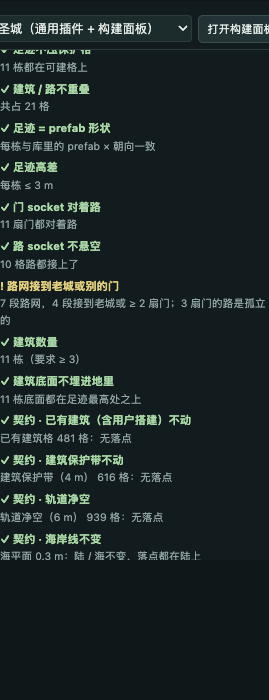 圣城（通用插件 + 构建面板）
打开构建面板
11 栋都在可建格上
✓ 建筑 / 路不重叠
共占 21 格
✓ 足迹 = prefab 形状
每栋与库里的 prefab × 朝向一致
✓ 足迹高差
每栋 ≤ 3 m
✓ 门 socket 对着路
11 扇门都对着路
✓ 路 socket 不悬空
10 格路都接上了
! 路网接到老城或别的门
7 段路网，4 段接到老城或 ≥ 2 扇门；3 扇门的路是孤立
的
✓ 建筑数量
11 栋（要求 ≥ 3）
✓ 建筑底面不埋进地里
11 栋底面都在足迹最高处之上
✓ 契约 · 已有建筑（含用户搭建）不动
已有建筑格 481 格：无落点
✓ 契约 · 建筑保护带不动
建筑保护带（4 m） 616 格：无落点
✓ 契约 · 轨道净空
轨道净空（6 m） 939 格：无落点
✓ 契约 · 海岸线不变
海平面 0.3 m：陆 / 海不变，落点都在陆上